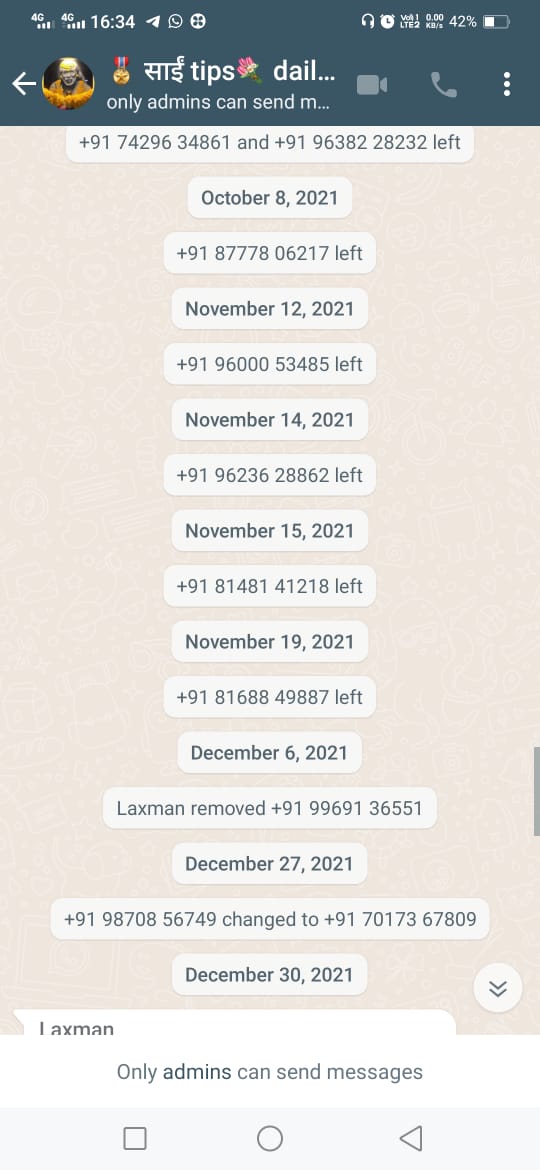 4G 4G 16:34 Vo)) 1 LTE2 0.00 KB/s 42%
साईं tips dail...
only admins can send m...
+91 74296 34861 and +91 96382 28232 left
October 8, 2021
+91 87778 06217 left
November 12, 2021
+91 96000 53485 left
November 14, 2021
+91 96236 28862 left
November 15, 2021
+91 81481 41218 left
November 19, 2021
+91 81688 49887 left
December 6, 2021
Laxman removed +91 99691 36551
December 27, 2021
+91 98708 56749 changed to +91 70173 67809
December 30, 2021
Laxman
Only admins can send messages